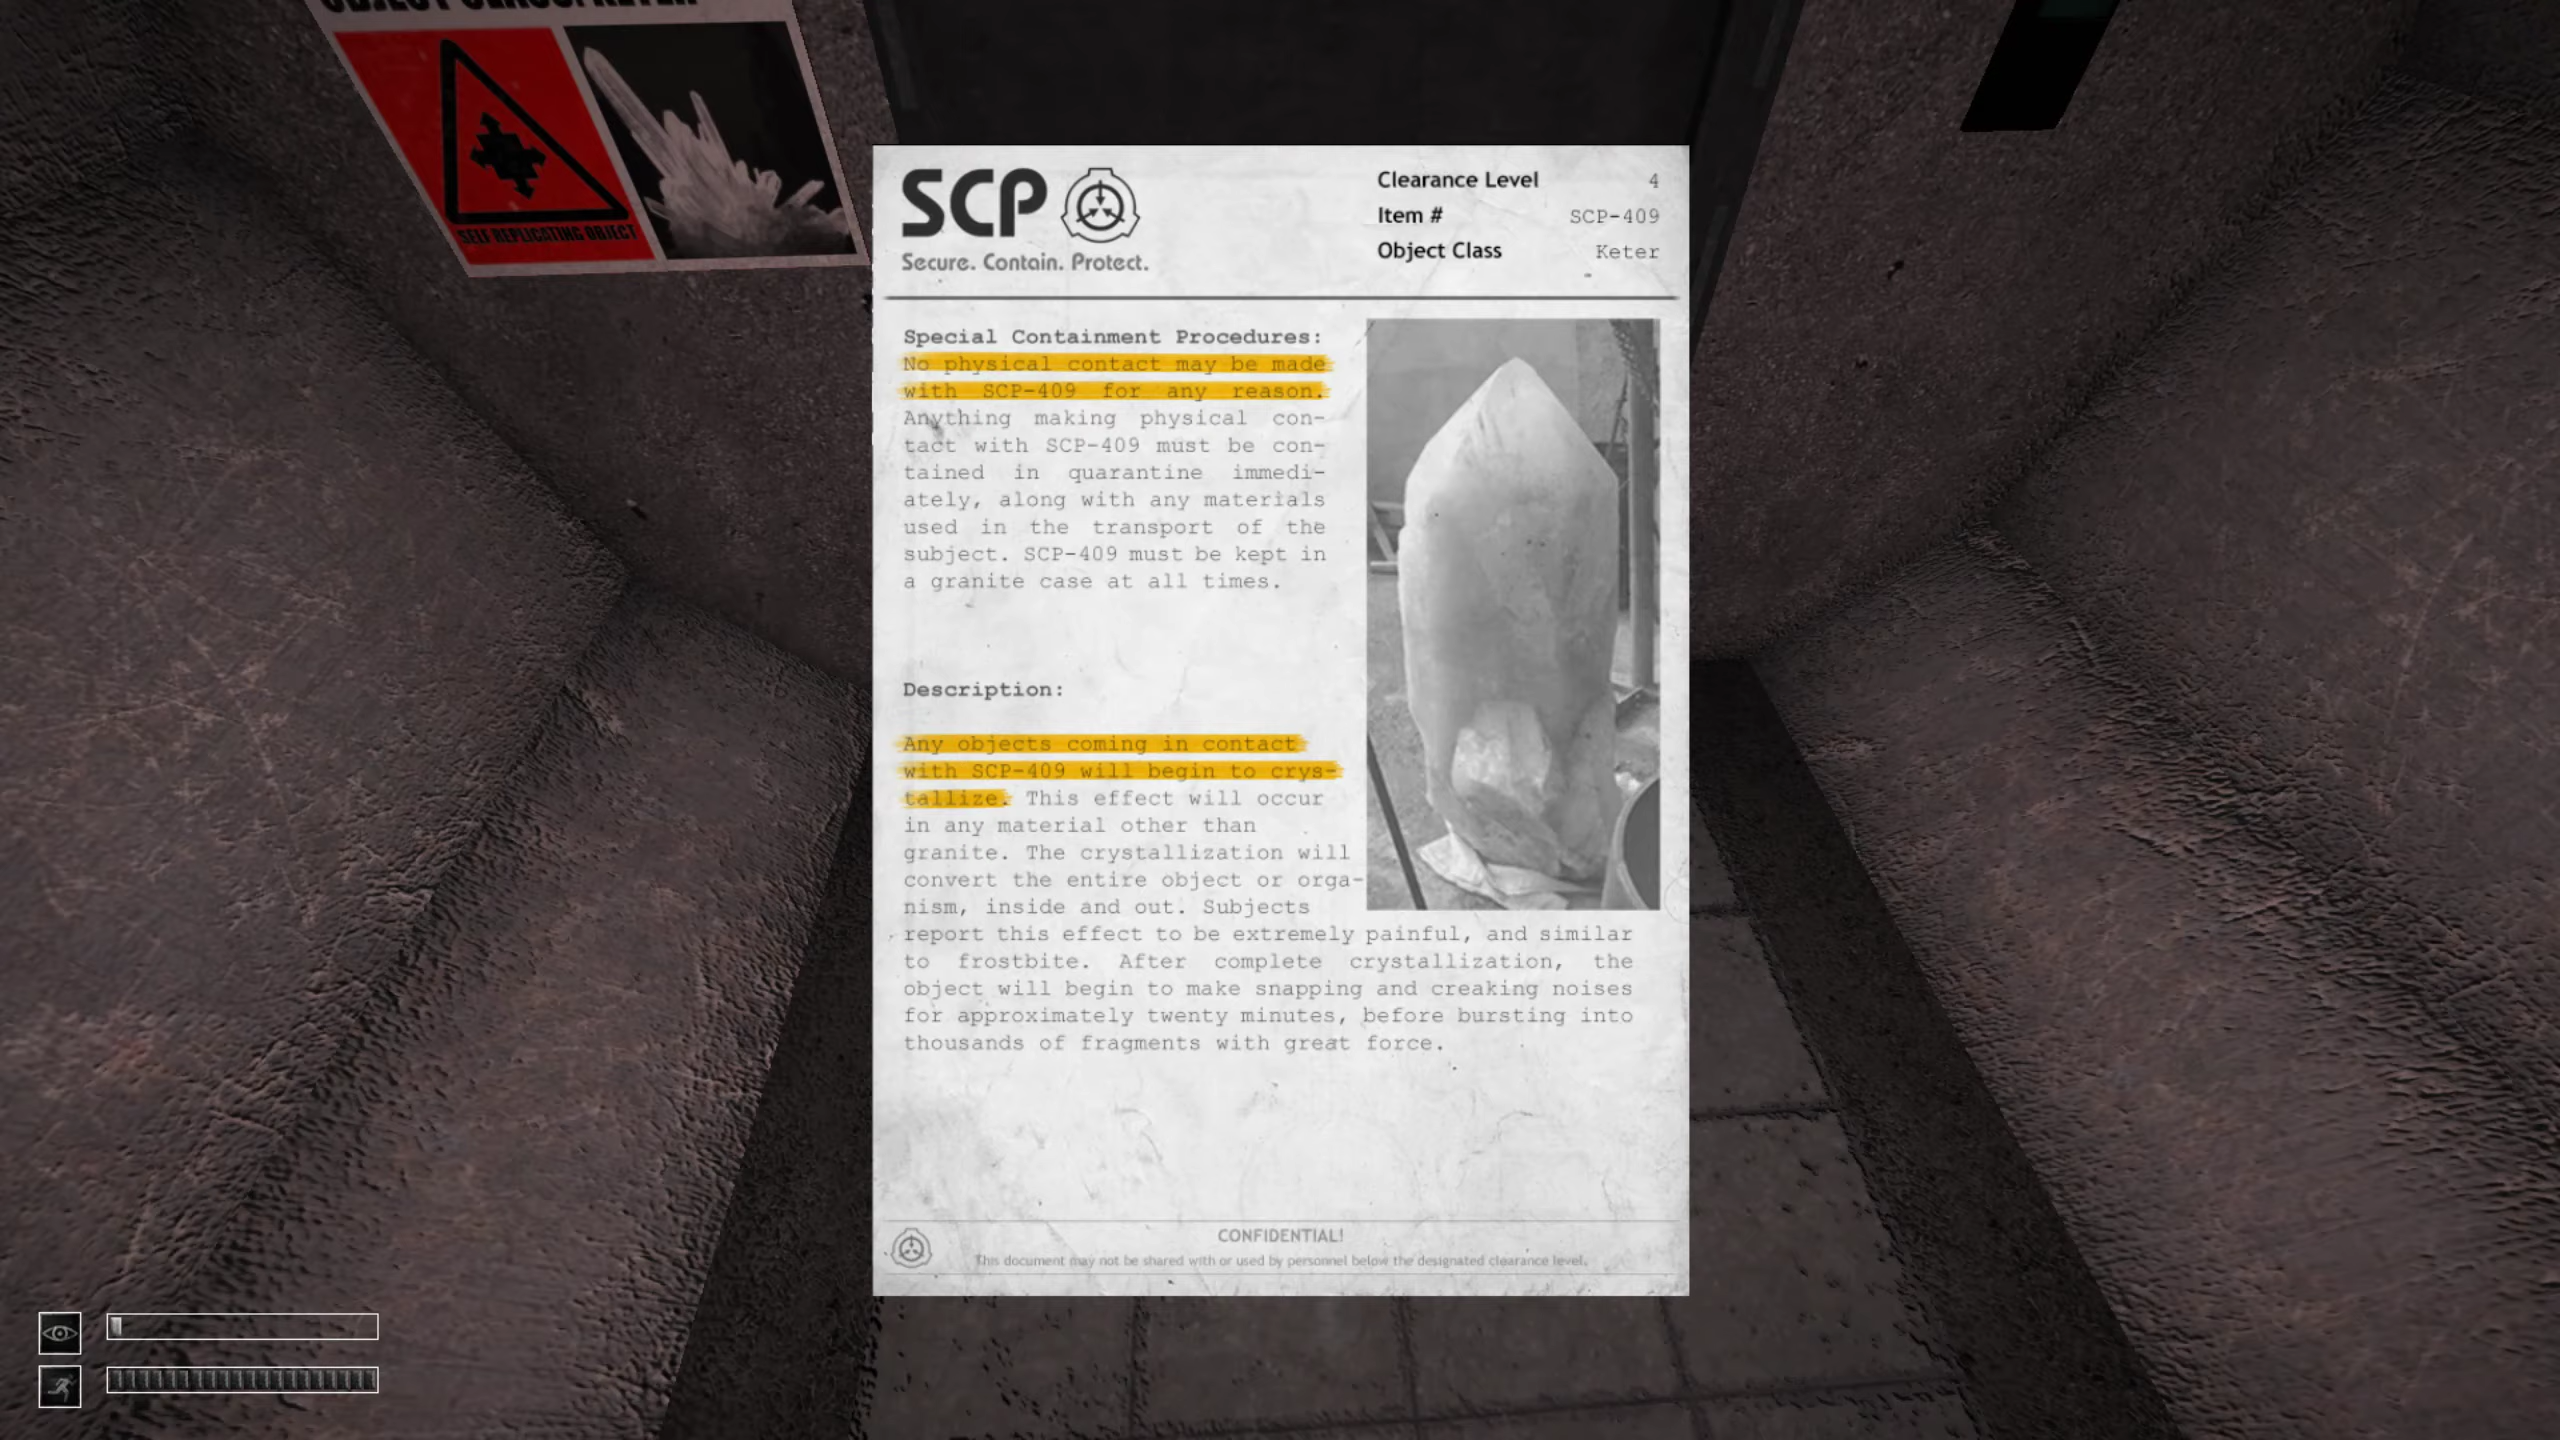 OBJECT CLASS: KETER
SELF REPLICATING OBJECT
SCP
Secure. Contain. Protect.
Clearance Level 4
Item # SCP-409
Object Class Keter
Special Containment Procedures:
No physical contact may be made
with SCP-409 for any reason.
Anything making physical con-
tact with SCP-409 must be con-
tained in quarantine immedi-
ately, along with any materials
used in the transport of the
subject. SCP-409 must be kept in
a granite case at all times.
Description:
Any objects coming in contact
with SCP-409 will begin to crys-
tallize. This effect will occur
in any material other than
granite. The crystallization will
convert the entire object or orga-
nism, inside and out. Subjects
report this effect to be extremely painful, and similar
to frostbite. After complete crystallization, the
object will begin to make snapping and creaking noises
for approximately twenty minutes, before bursting into
thousands of fragments with great force.
CONFIDENTIAL!
This document may not be shared with or used by personnel below the designated clearance level.